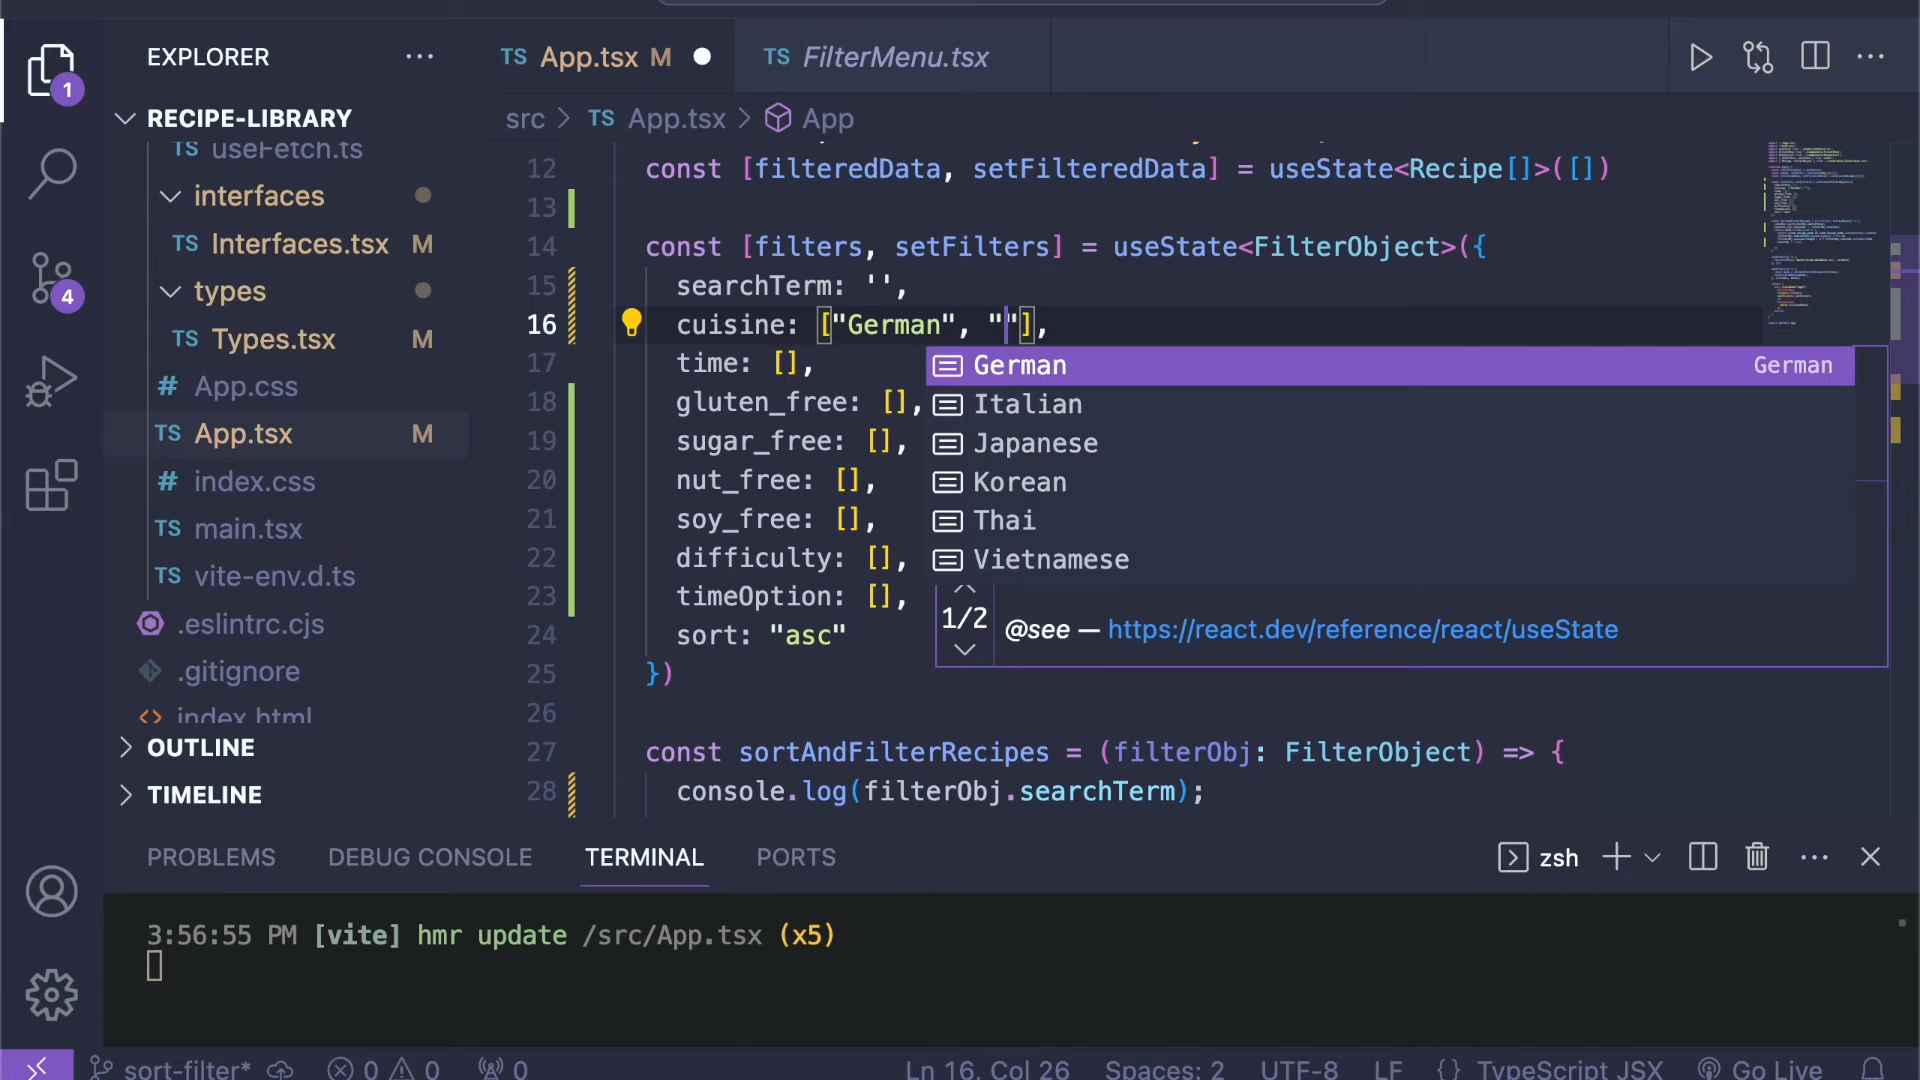 EXPLORER
1
RECIPE-LIBRARY
TS useFetch.ts
interfaces
TS Interfaces.tsx M
types
TS Types.tsx M
# App.css
TS App.tsx M
# index.css
TS main.tsx
TS vite-env.d.ts
.eslintrc.cjs
.gitignore
index.html
OUTLINE
TIMELINE
4
TS App.tsx M
TS FilterMenu.tsx
src > TS App.tsx > App
12 const [filteredData, setFilteredData] = useState<Recipe[]>([])
13
14 const [filters, setFilters] = useState<FilterObject>({
15 searchTerm: '',
16 cuisine: ["German", ""],
17 time: [],
18 gluten_free: [],
19 sugar_free: [],
20 nut_free: [],
21 soy_free: [],
22 difficulty: [],
23 timeOption: [],
24 sort: "asc"
25 })
26
27 const sortAndFilterRecipes = (filterObj: FilterObject) => {
28 console.log(filterObj.searchTerm);
German German
Italian
Japanese
Korean
Thai
Vietnamese
1/2
@see — https://react.dev/reference/react/useState
PROBLEMS DEBUG CONSOLE TERMINAL PORTS
zsh
3:56:55 PM [vite] hmr update /src/App.tsx (x5)
sort-filter* 0 0 0 Ln 16, Col 26 Spaces: 2 UTF-8 LF {} TypeScript JSX Go Live